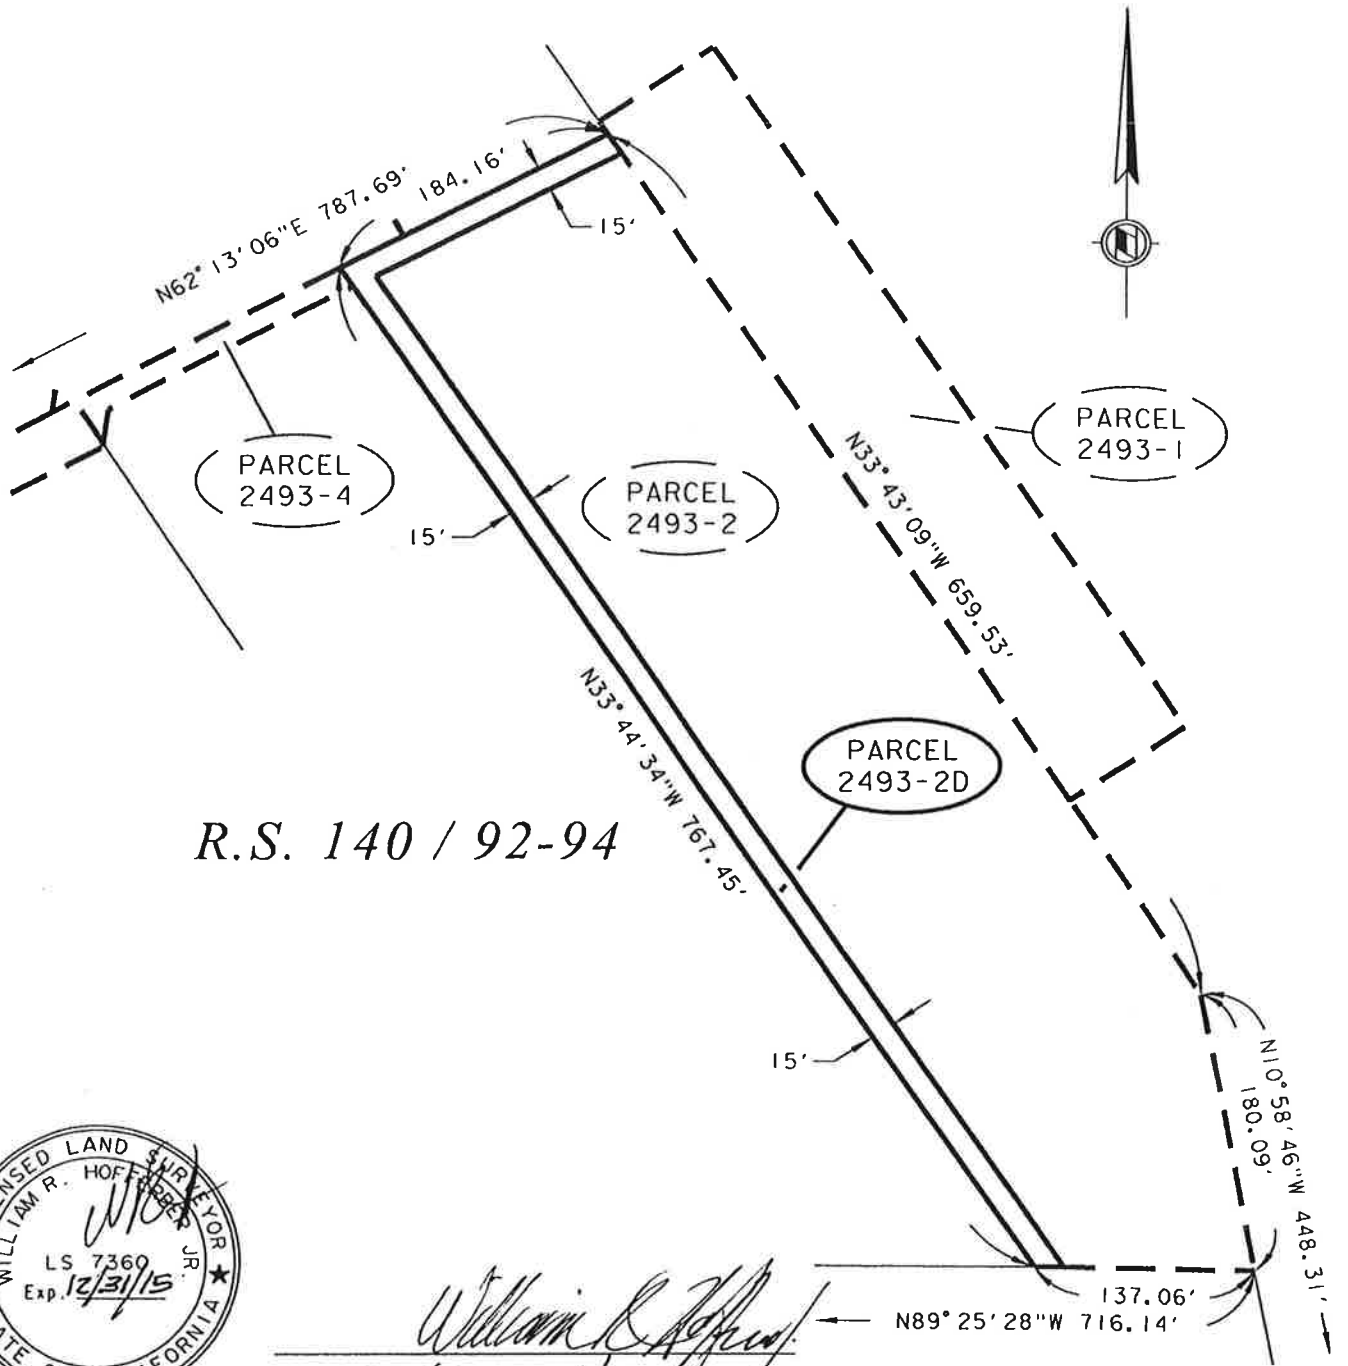 184.16'
N62°13'06"E 787.69'
15'
PARCEL
2493-1
PARCEL
2493-4
PARCEL
2493-2
N33°43'09"W 659.53'
15'
N33°44'34"W 767.45'
PARCEL
2493-2D
R.S. 140 / 92-94
15'
N10°58'46"W 448.31'
180.09'
LAND SURVEYOR
WILLIAM R. HOFFERBER JR.
LS 7360
Exp. 12/31/15
137.06'
N89°25'28"W 716.14'